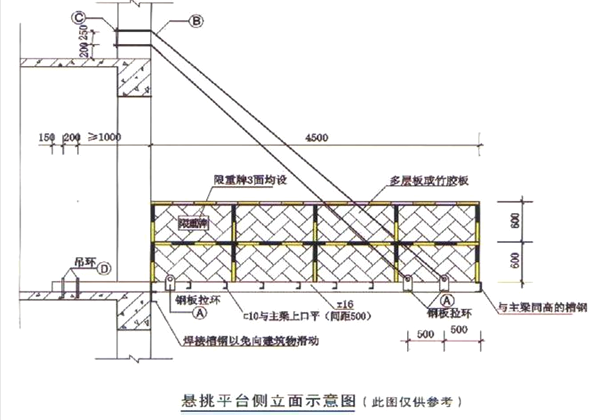 C
B
250
200
150
200
≥1000
4500
限重牌3面均设
多层板或竹胶板
限重牌
600
600
吊环
D
钢板拉环
A
I16
[10与主梁上口平（间距500）
A
钢板拉环
与主梁同高的槽钢
500
500
焊接槽钢以免向建筑物滑动
悬挑平台侧立面示意图（此图仅供参考）